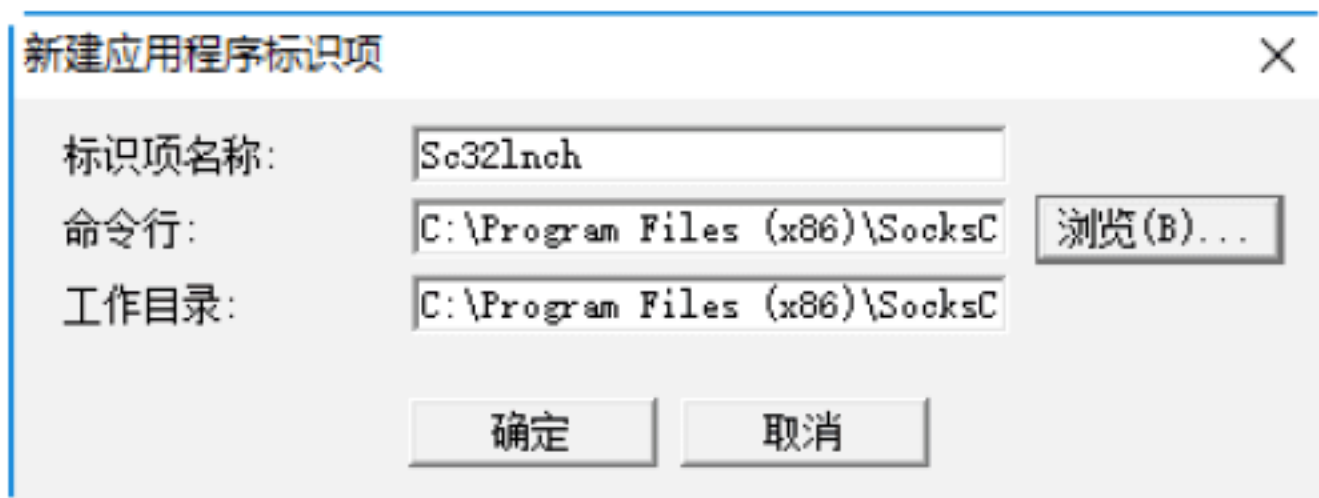 新建应用程序标识项
标识项名称: Sc32lnch
命令行: C:\Program Files (x86)\SocksC 浏览(B)...
工作目录: C:\Program Files (x86)\SocksC
确定 取消